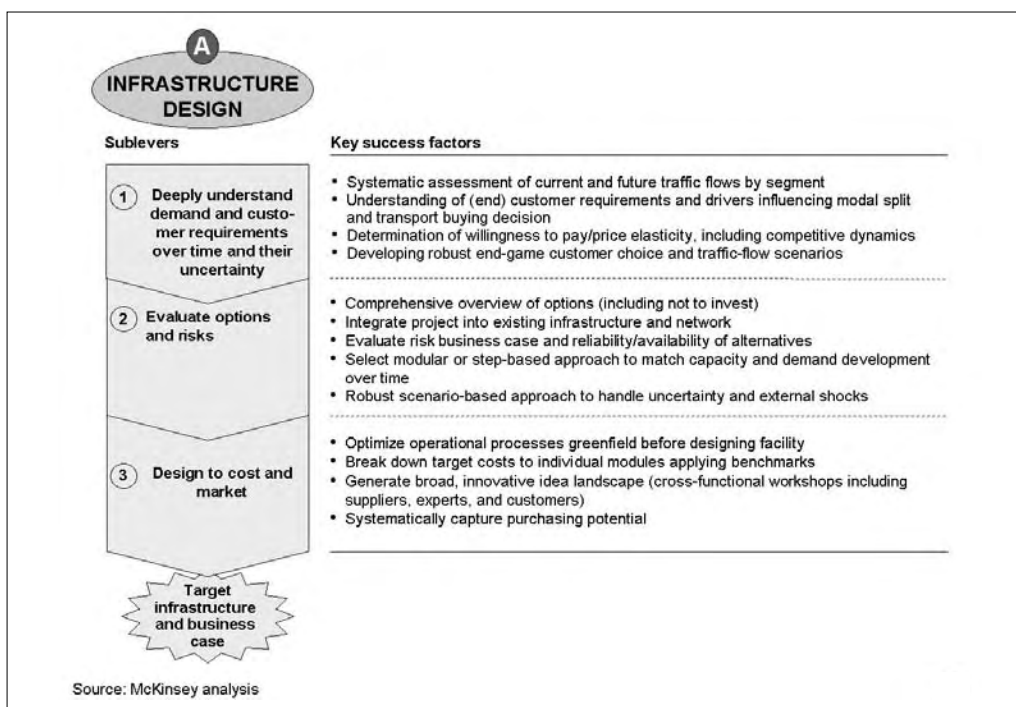 A
INFRASTRUCTURE
DESIGN
Sublevers
Key success factors
1
Deeply understand
demand and custo-
mer requirements
over time and their
uncertainty
• Systematic assessment of current and future traffic flows by segment
• Understanding of (end) customer requirements and drivers influencing modal split
and transport buying decision
• Determination of willingness to pay/price elasticity, including competitive dynamics
• Developing robust end-game customer choice and traffic-flow scenarios
2
Evaluate options
and risks
• Comprehensive overview of options (including not to invest)
• Integrate project into existing infrastructure and network
• Evaluate risk business case and reliability/availability of alternatives
• Select modular or step-based approach to match capacity and demand development
over time
• Robust scenario-based approach to handle uncertainty and external shocks
3
Design to cost and
market
• Optimize operational processes greenfield before designing facility
• Break down target costs to individual modules applying benchmarks
• Generate broad, innovative idea landscape (cross-functional workshops including
suppliers, experts, and customers)
• Systematically capture purchasing potential
Target
infrastructure
and business
case
Source: McKinsey analysis